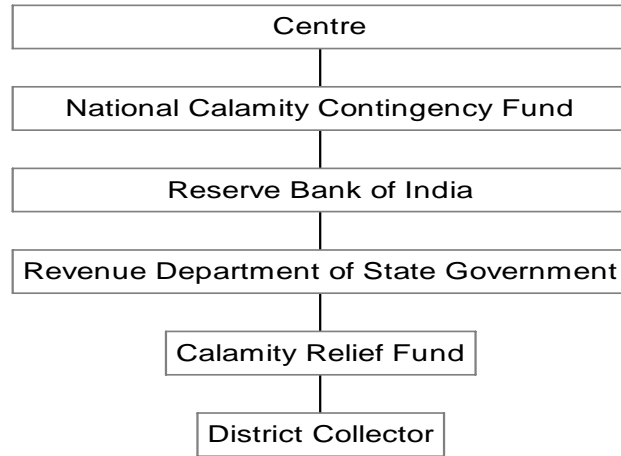 Centre
National Calamity Contingency Fund
Reserve Bank of India
Revenue Department of State Government
Calamity Relief Fund
District Collector